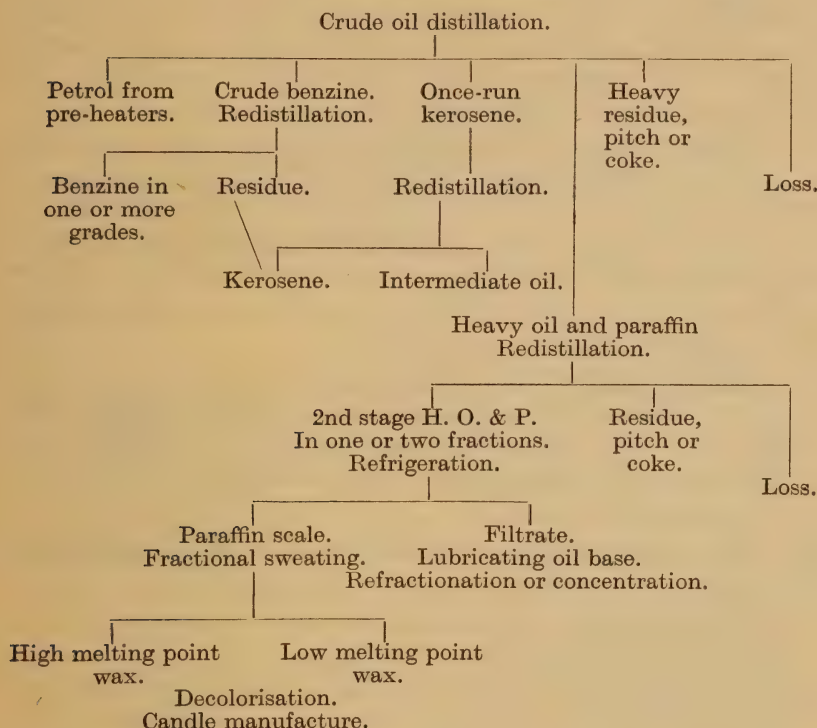 Crude oil distillation.
Petrol from pre-heaters.
Crude benzine.
Redistillation.
Once-run kerosene.
Heavy residue, pitch or coke.
Loss.
Benzine in one or more grades.
Residue.
Redistillation.
Kerosene.
Intermediate oil.
Heavy oil and paraffin
Redistillation.
2nd stage H. O. & P.
In one or two fractions.
Refrigeration.
Residue, pitch or coke.
Loss.
Paraffin scale.
Fractional sweating.
Filtrate.
Lubricating oil base.
Refractionation or concentration.
High melting point wax.
Low melting point wax.
Decolorisation.
Candle manufacture.